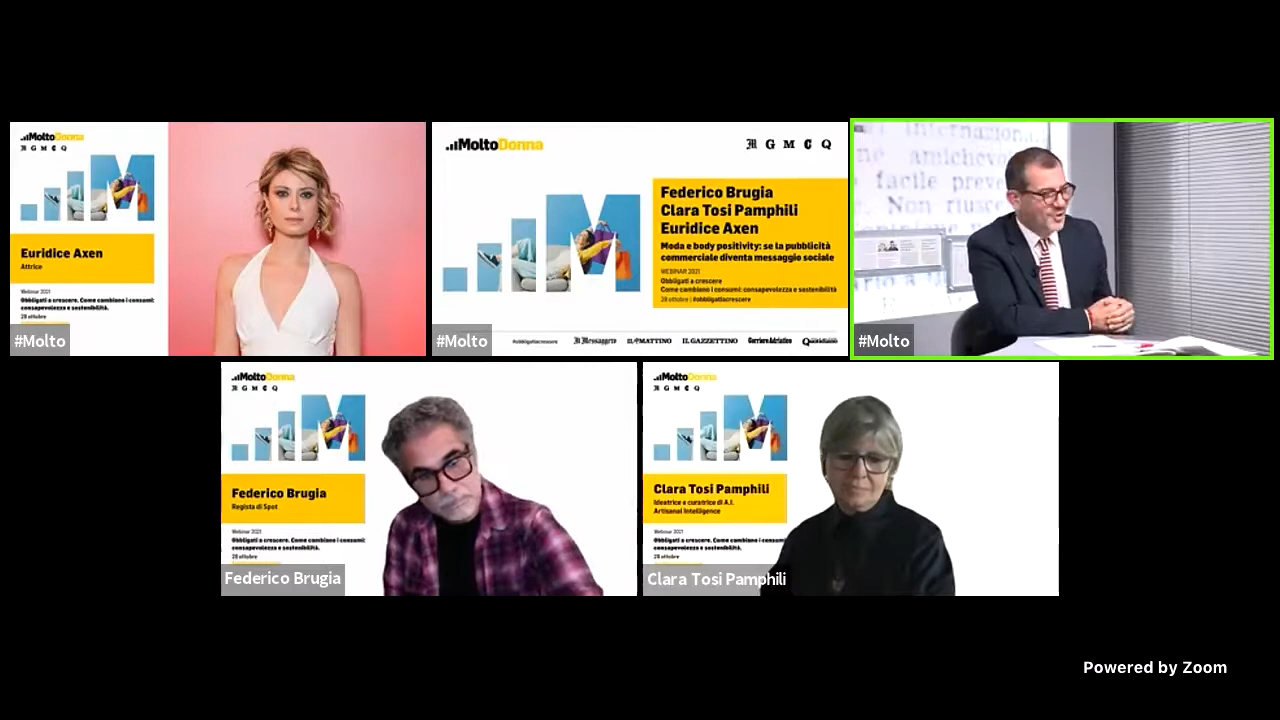 MoltoDonna
M G M C Q
Euridice Axen
Attrice
Webinar 2021
Obbligati a crescere. Come cambiano i consumi:
consapevolezza e sostenibilità.
28 ottobre
#Molto
MoltoDonna
M G M C Q
Federico Brugia
Clara Tosi Pamphili
Euridice Axen
Moda e body positivity: se la pubblicità
commerciale diventa messaggio sociale
WEBINAR 2021
Obbligati a crescere
Come cambiano i consumi: consapevolezza e sostenibilità
28 ottobre | #obbligatiacrescere
#obbligatiacrescere Il Messaggero IL MATTINO IL GAZZETTINO Corriere Adriatico Quotidiano
#Molto
Internazion
amichevo
facile preve
Non riusc
#Molto
MoltoDonna
M G M C Q
Federico Brugia
Regista di Spot
Webinar 2021
Obbligati a crescere. Come cambiano i consumi:
consapevolezza e sostenibilità.
28 ottobre
Federico Brugia
MoltoDonna
M G M C Q
Clara Tosi Pamphili
Ideatrice e curatrice di A.I.
Artisanal Intelligence
Webinar 2021
Obbligati a crescere. Come cambiano i consumi:
consapevolezza e sostenibilità.
28 ottobre
Clara Tosi Pamphili
Powered by Zoom